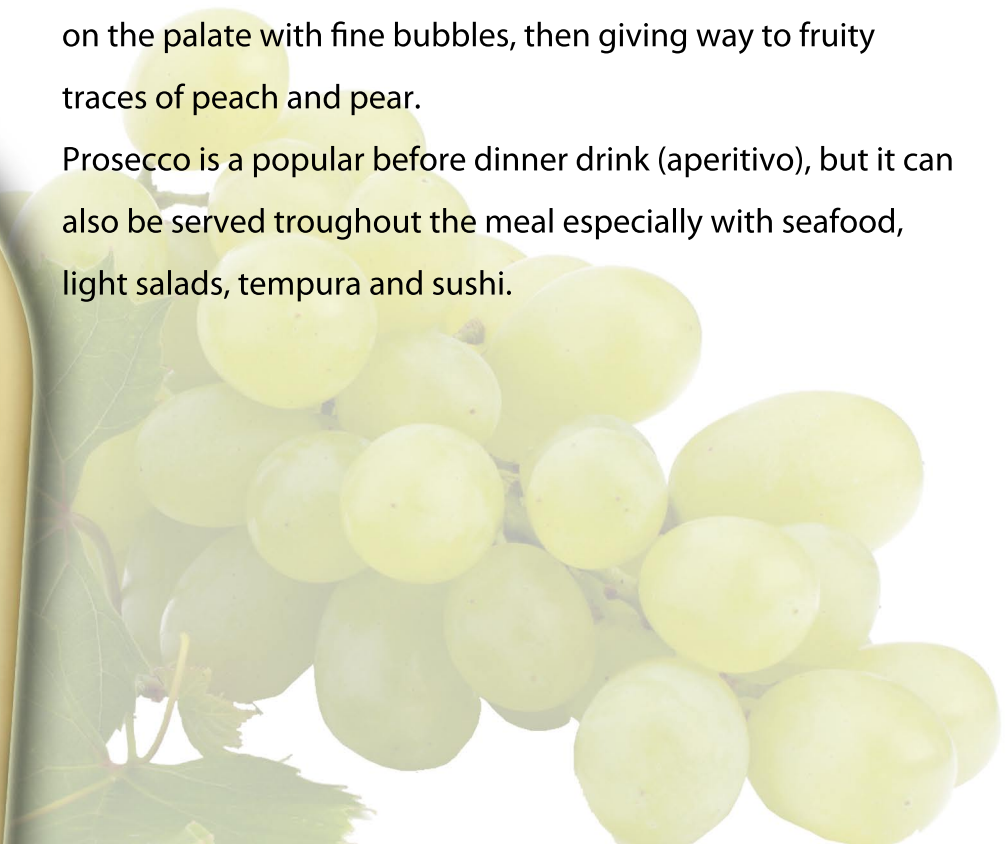 on the palate with fine bubbles, then giving way to fruity
traces of peach and pear.
Prosecco is a popular before dinner drink (aperitivo), but it can
also be served troughout the meal especially with seafood,
light salads, tempura and sushi.